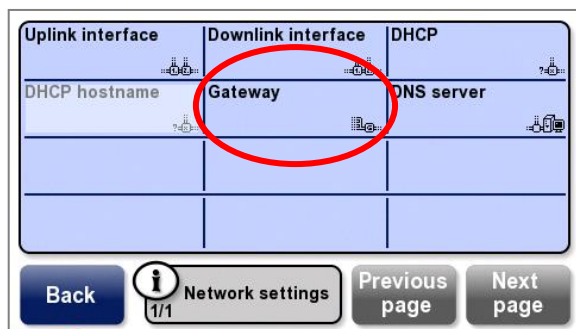 Uplink interface
Downlink interface
DHCP
DHCP hostname
Gateway
DNS server
Back
i
1/1
Network settings
Previous
page
Next
page